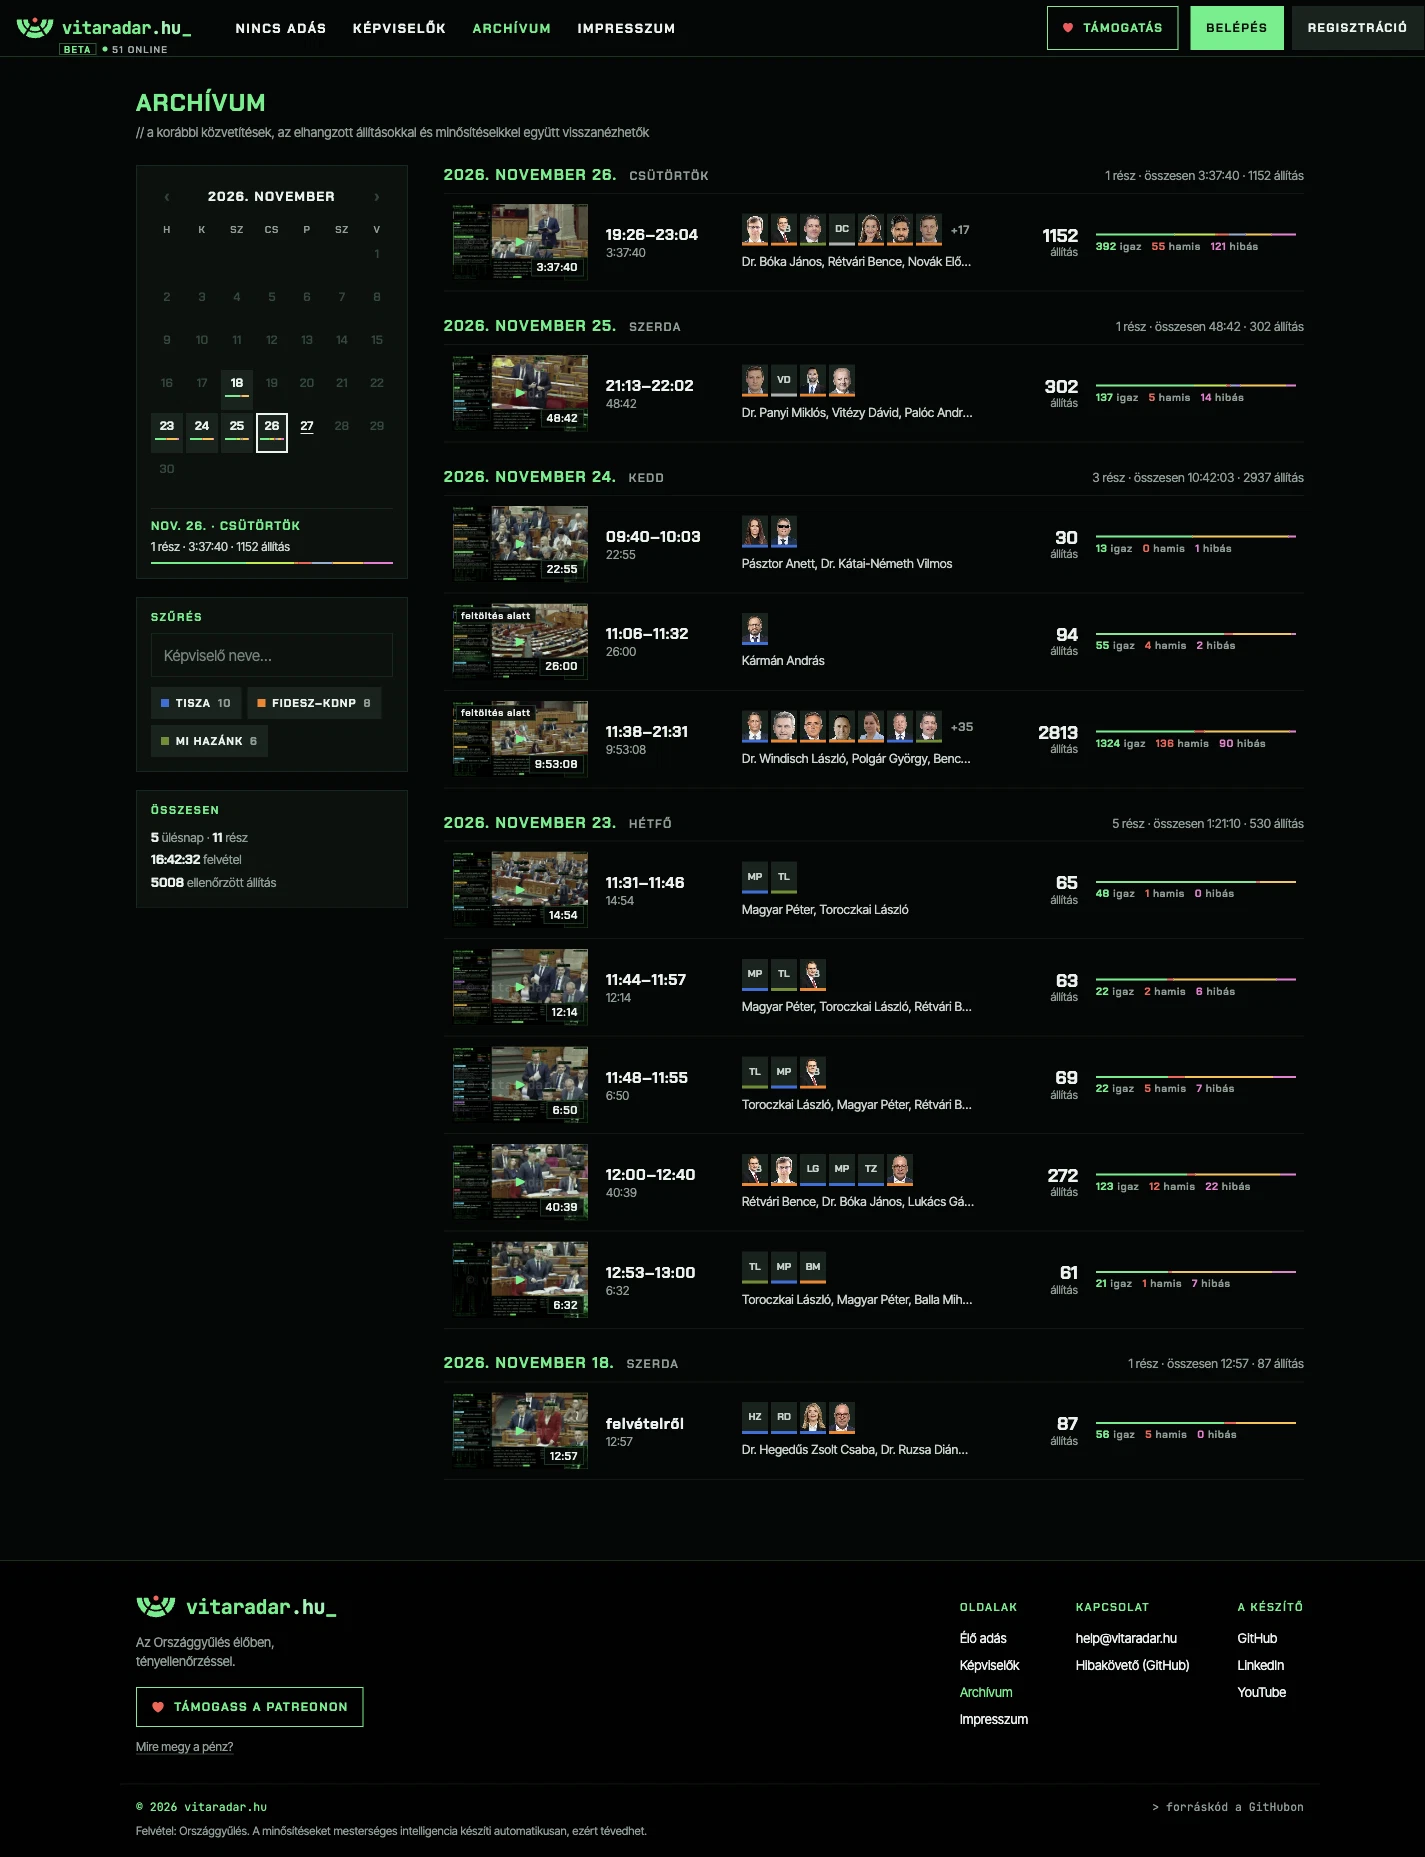 vitaradar.hu_
BETA 51 ONLINE
NINCS ADÁS KÉPVISELŐK ARCHÍVUM IMPRESSZUM
TÁMOGATÁS BELÉPÉS REGISZTRÁCIÓ
ARCHÍVUM
// a korábbi közvetítések, az elhangzott állításokkal és minősítéseikkel együtt visszanézhetők
‹ 2026. NOVEMBER ›
H K SZ CS P SZ V
1
2 3 4 5 6 7 8
9 10 11 12 13 14 15
16 17 18 19 20 21 22
23 24 25 26 27 28 29
30
NOV. 26. · CSÜTÖRTÖK
1 rész · 3:37:40 · 1152 állítás
SZŰRÉS
Képviselő neve...
TISZA 10 FIDESZ–KDNP 8
MI HAZÁNK 6
ÖSSZESEN
5 ülésnap · 11 rész
16:42:32 felvétel
5008 ellenőrzött állítás
2026. NOVEMBER 26. CSÜTÖRTÖK 1 rész · összesen 3:37:40 · 1152 állítás
3:37:40
19:26–23:04
3:37:40
DC +17
Dr. Bóka János, Rétvári Bence, Novák Elő...
1152
állítás
392 igaz 55 hamis 121 hibás
2026. NOVEMBER 25. SZERDA 1 rész · összesen 48:42 · 302 állítás
48:42
21:13–22:02
48:42
VD
Dr. Panyi Miklós, Vitézy Dávid, Palóc Andr...
302
állítás
137 igaz 5 hamis 14 hibás
2026. NOVEMBER 24. KEDD 3 rész · összesen 10:42:03 · 2937 állítás
22:55
09:40–10:03
22:55
Pásztor Anett, Dr. Kátai-Németh Vilmos
30
állítás
13 igaz 0 hamis 1 hibás
feltöltés alatt
26:00
11:06–11:32
26:00
Kármán András
94
állítás
55 igaz 4 hamis 2 hibás
feltöltés alatt
9:53:08
11:38–21:31
9:53:08
+35
Dr. Windisch László, Polgár György, Benc...
2813
állítás
1324 igaz 136 hamis 90 hibás
2026. NOVEMBER 23. HÉTFŐ 5 rész · összesen 1:21:10 · 530 állítás
14:54
11:31–11:46
14:54
MP TL
Magyar Péter, Toroczkai László
65
állítás
48 igaz 1 hamis 0 hibás
12:14
11:44–11:57
12:14
MP TL
Magyar Péter, Toroczkai László, Rétvári B...
63
állítás
22 igaz 2 hamis 6 hibás
6:50
11:48–11:55
6:50
TL MP
Toroczkai László, Magyar Péter, Rétvári B...
69
állítás
22 igaz 5 hamis 7 hibás
40:39
12:00–12:40
40:39
LG MP TZ
Rétvári Bence, Dr. Bóka János, Lukács Gá...
272
állítás
123 igaz 12 hamis 22 hibás
6:32
12:53–13:00
6:32
TL MP BM
Toroczkai László, Magyar Péter, Balla Mih...
61
állítás
21 igaz 1 hamis 7 hibás
2026. NOVEMBER 18. SZERDA 1 rész · összesen 12:57 · 87 állítás
12:57
felvételről
12:57
HZ RD
Dr. Hegedűs Zsolt Csaba, Dr. Ruzsa Dián...
87
állítás
56 igaz 5 hamis 0 hibás
vitaradar.hu_
Az Országgyűlés élőben,
tényellenőrzéssel.
TÁMOGASS A PATREONON
Mire megy a pénz?
OLDALAK
Élő adás
Képviselők
Archívum
Impresszum
KAPCSOLAT
help@vitaradar.hu
Hibakövető (GitHub)
A KÉSZÍTŐ
GitHub
LinkedIn
YouTube
© 2026 vitaradar.hu > forráskód a GitHubon
Felvétel: Országgyűlés. A minősítéseket mesterséges intelligencia készíti automatikusan, ezért tévedhet.